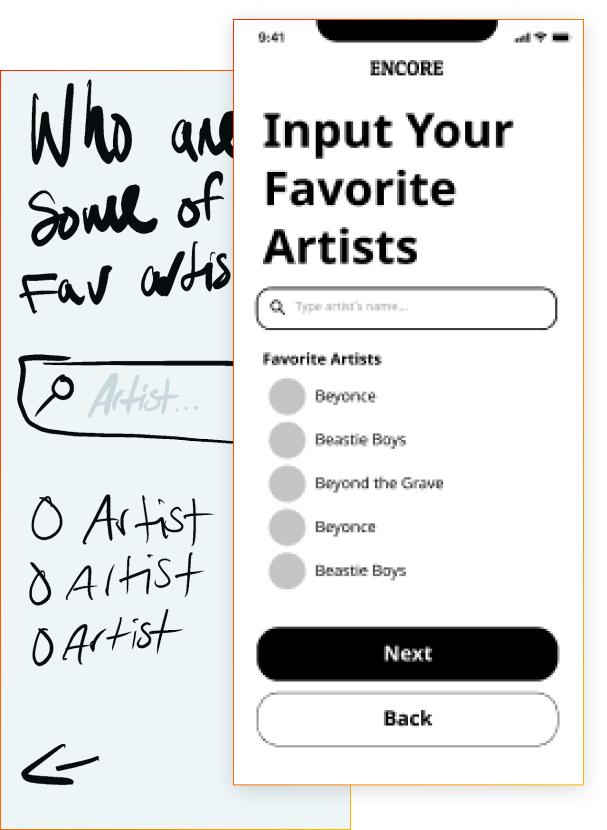 Who are
Some of
Fav artis
Artist...
O Artist
O Artist
O Artist
9:41
ENCORE
Input Your
Favorite
Artists
Type artist's name...
Favorite Artists
Beyonce
Beastie Boys
Beyond the Grave
Beyonce
Beastie Boys
Next
Back